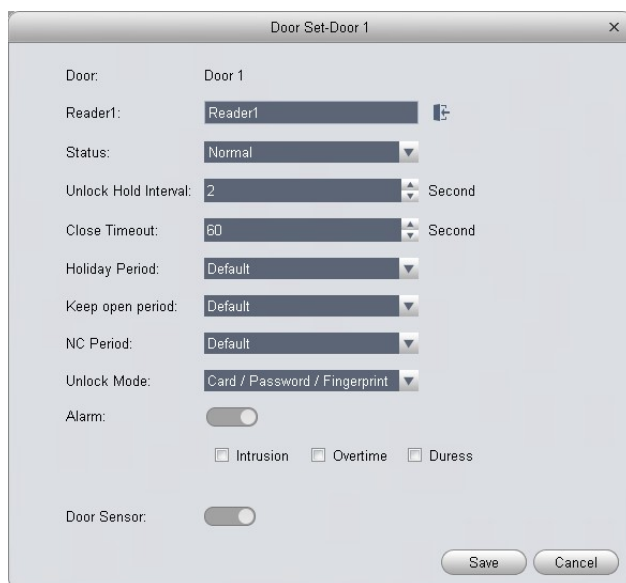 Door Set-Door 1
Door: Door 1
Reader1: Reader1
Status: Normal
Unlock Hold Interval: 2 Second
Close Timeout: 60 Second
Holiday Period: Default
Keep open period: Default
NC Period: Default
Unlock Mode: Card / Password / Fingerprint
Alarm:
Intrusion Overtime Duress
Door Sensor:
Save Cancel